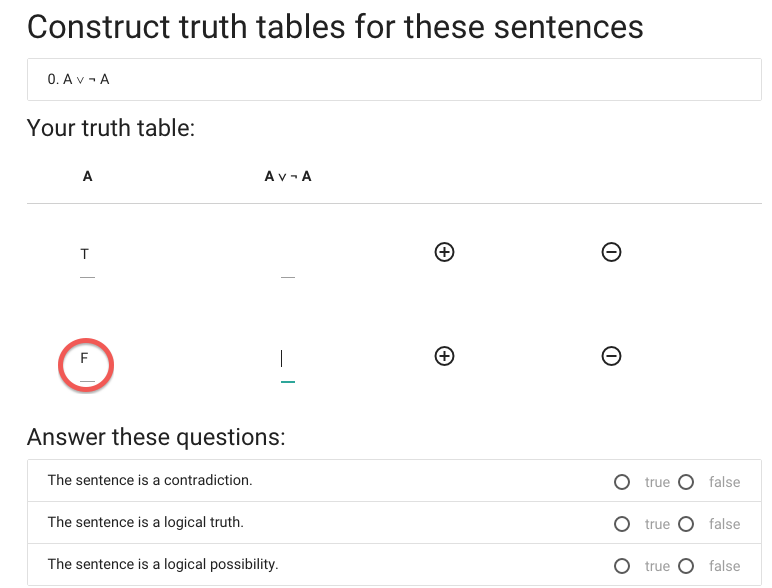 Construct truth tables for these sentences
0. A ∨ ¬ A
Your truth table:
A A ∨ ¬ A
T
F
Answer these questions:
The sentence is a contradiction. true false
The sentence is a logical truth. true false
The sentence is a logical possibility. true false